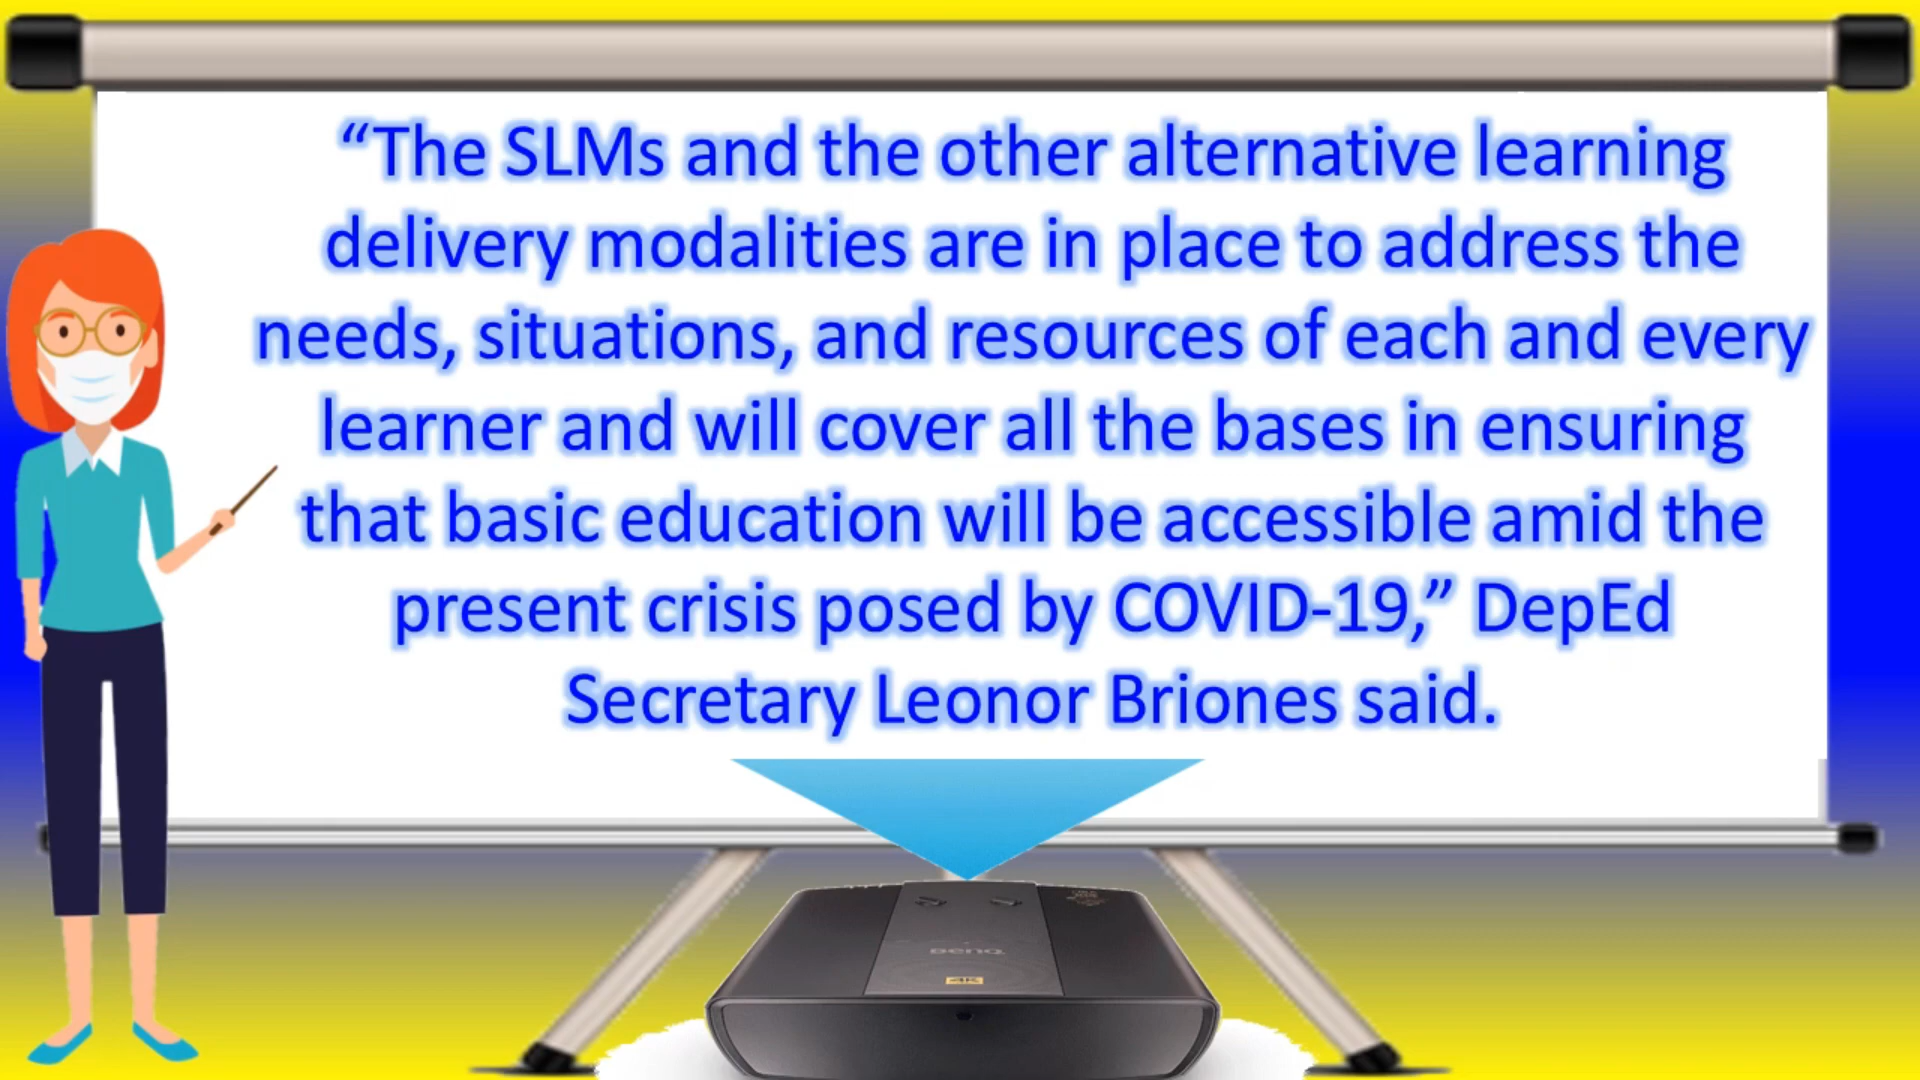 “The SLMs and the other alternative learning
delivery modalities are in place to address the
needs, situations, and resources of each and every
learner and will cover all the bases in ensuring
that basic education will be accessible amid the
present crisis posed by COVID-19,” DepEd
Secretary Leonor Briones said.
BenQ
4K